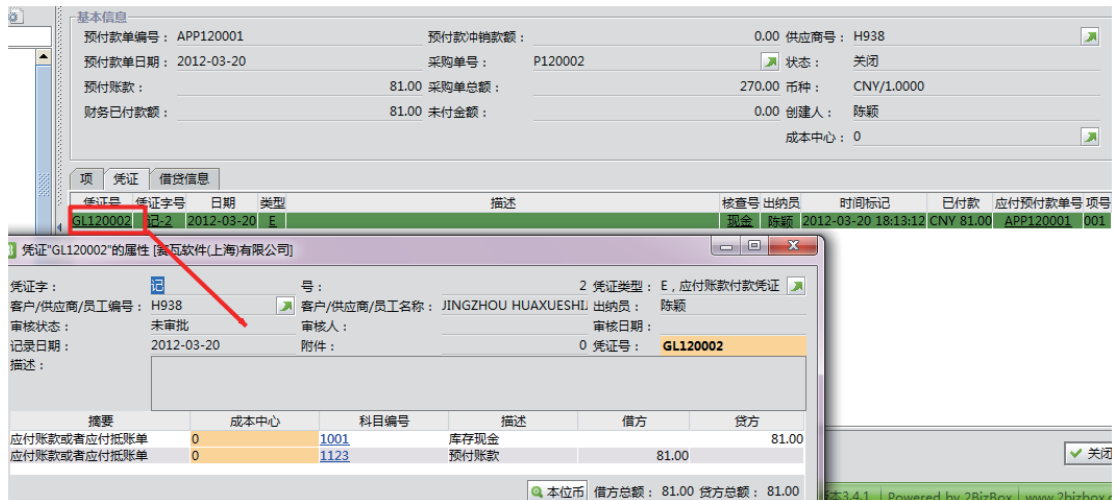 基本信息
预付款单编号： APP120001 预付款冲销款额： 0.00 供应商号： H938
预付款单日期： 2012-03-20 采购单号： P120002 状态： 关闭
预付账款： 81.00 采购单总额： 270.00 币种： CNY/1.0000
财务已付款额： 81.00 未付金额： 0.00 创建人： 陈颖
成本中心： 0
项 凭证 借贷信息
凭证号 凭证字号 日期 类型 描述 核查号 出纳员 时间标记 已付款 应付预付款单号 项号
GL120002 记-2 2012-03-20 E 现金 陈颖 2012-03-20 18:13:12 CNY 81.00 APP120001 001
凭证"GL120002"的属性 [赛瓦软件(上海)有限公司]
凭证字： 记 号： 2 凭证类型： E , 应付账款付款凭证
客户/供应商/员工编号： H938 客户/供应商/员工名称： JINGZHOU HUAXUESHI 出纳员： 陈颖
审核状态： 未审批 审核人： 审核日期：
记录日期： 2012-03-20 附件： 0 凭证号： GL120002
描述：
摘要 成本中心 科目编号 描述 借方 贷方
应付账款或者应付抵账单 0 1001 库存现金 81.00
应付账款或者应付抵账单 0 1123 预付账款 81.00
关闭
本位币 借方总额： 81.00 贷方总额： 81.00
版本3.4.1 Powered by 2BizBox www.2bizbox